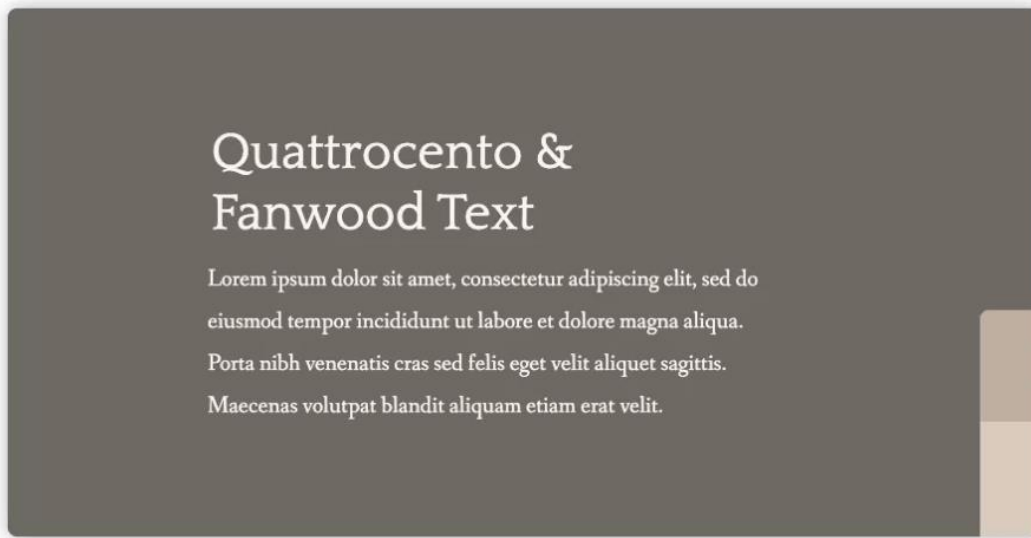 Quattrocento &
Fanwood Text
Lorem ipsum dolor sit amet, consectetur adipiscing elit, sed do
eiusmod tempor incididunt ut labore et dolore magna aliqua.
Porta nibh venenatis cras sed felis eget velit aliquet sagittis.
Maecenas volutpat blandit aliquam etiam erat velit.